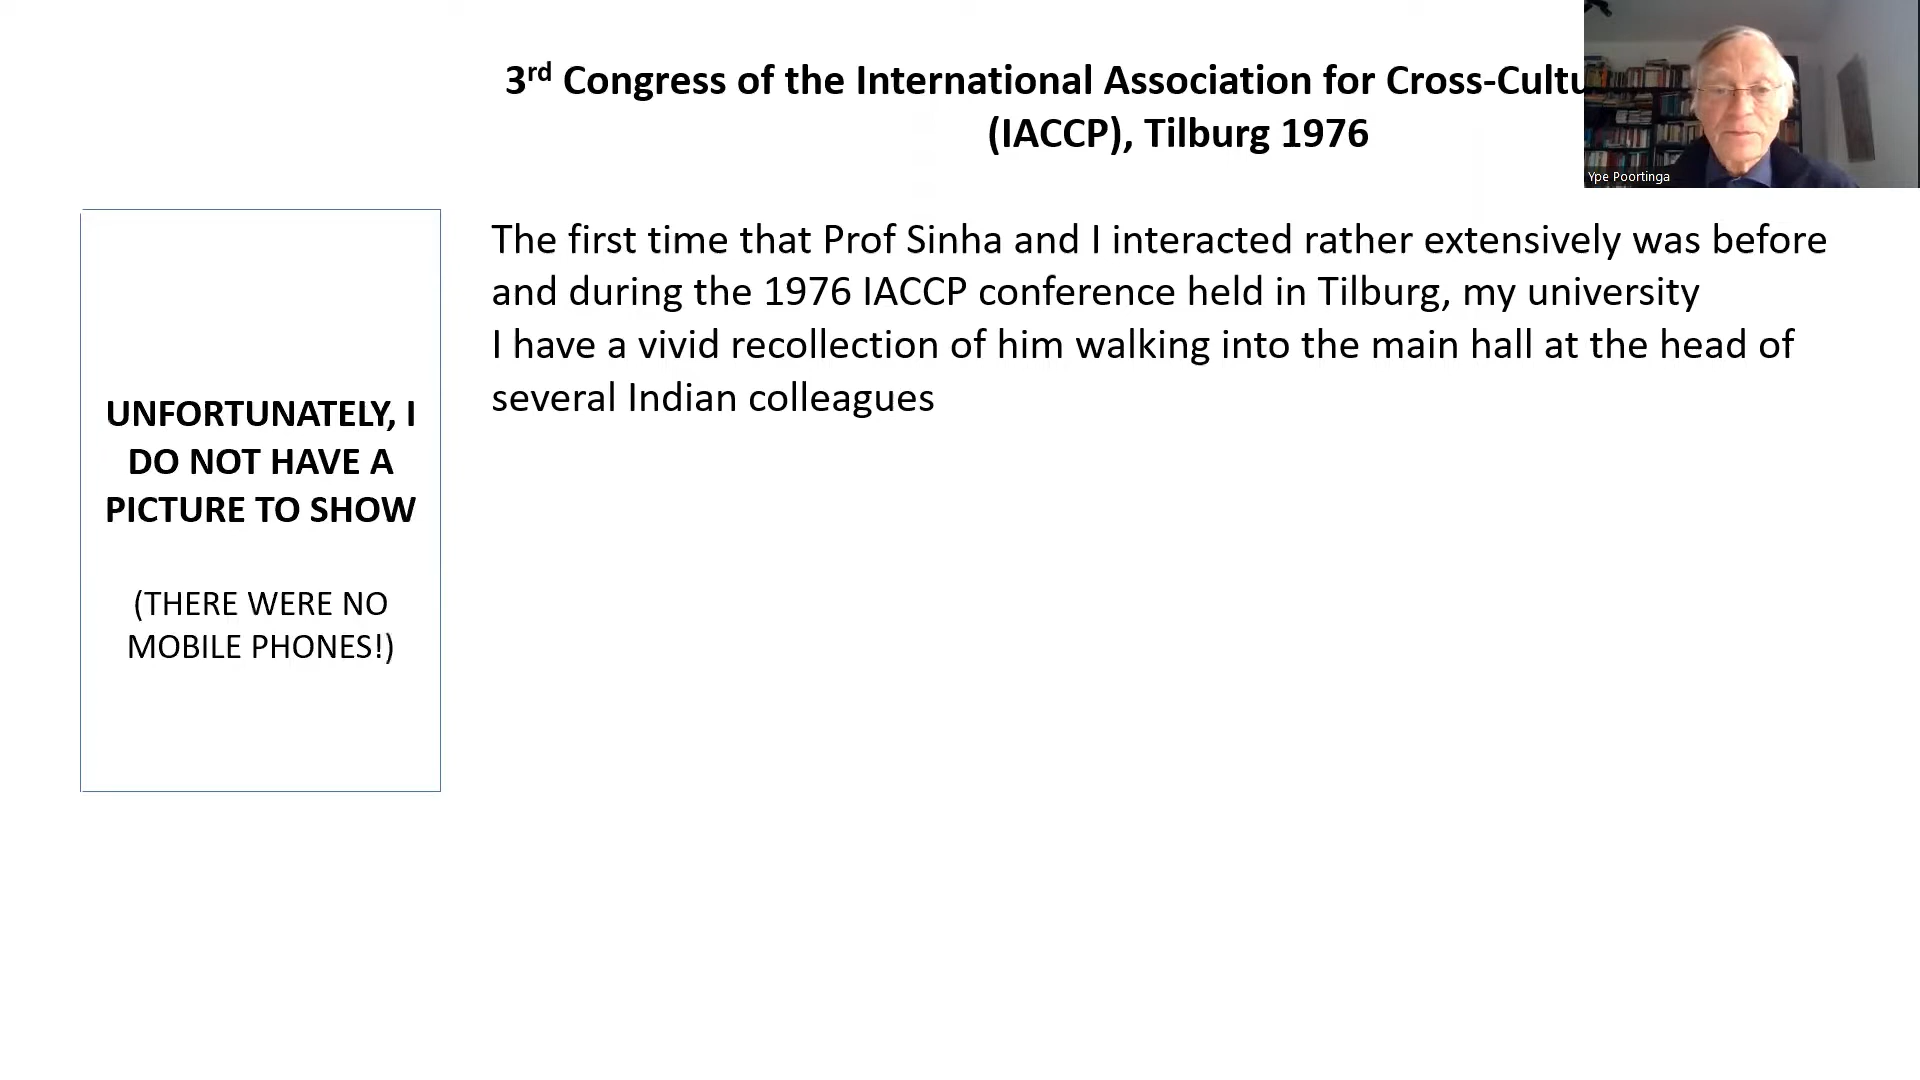 3rd Congress of the International Association for Cross-Cultu
(IACCP), Tilburg 1976
Ype Poortinga
The first time that Prof Sinha and I interacted rather extensively was before
and during the 1976 IACCP conference held in Tilburg, my university
I have a vivid recollection of him walking into the main hall at the head of
several Indian colleagues
UNFORTUNATELY, I
DO NOT HAVE A
PICTURE TO SHOW
(THERE WERE NO
MOBILE PHONES!)